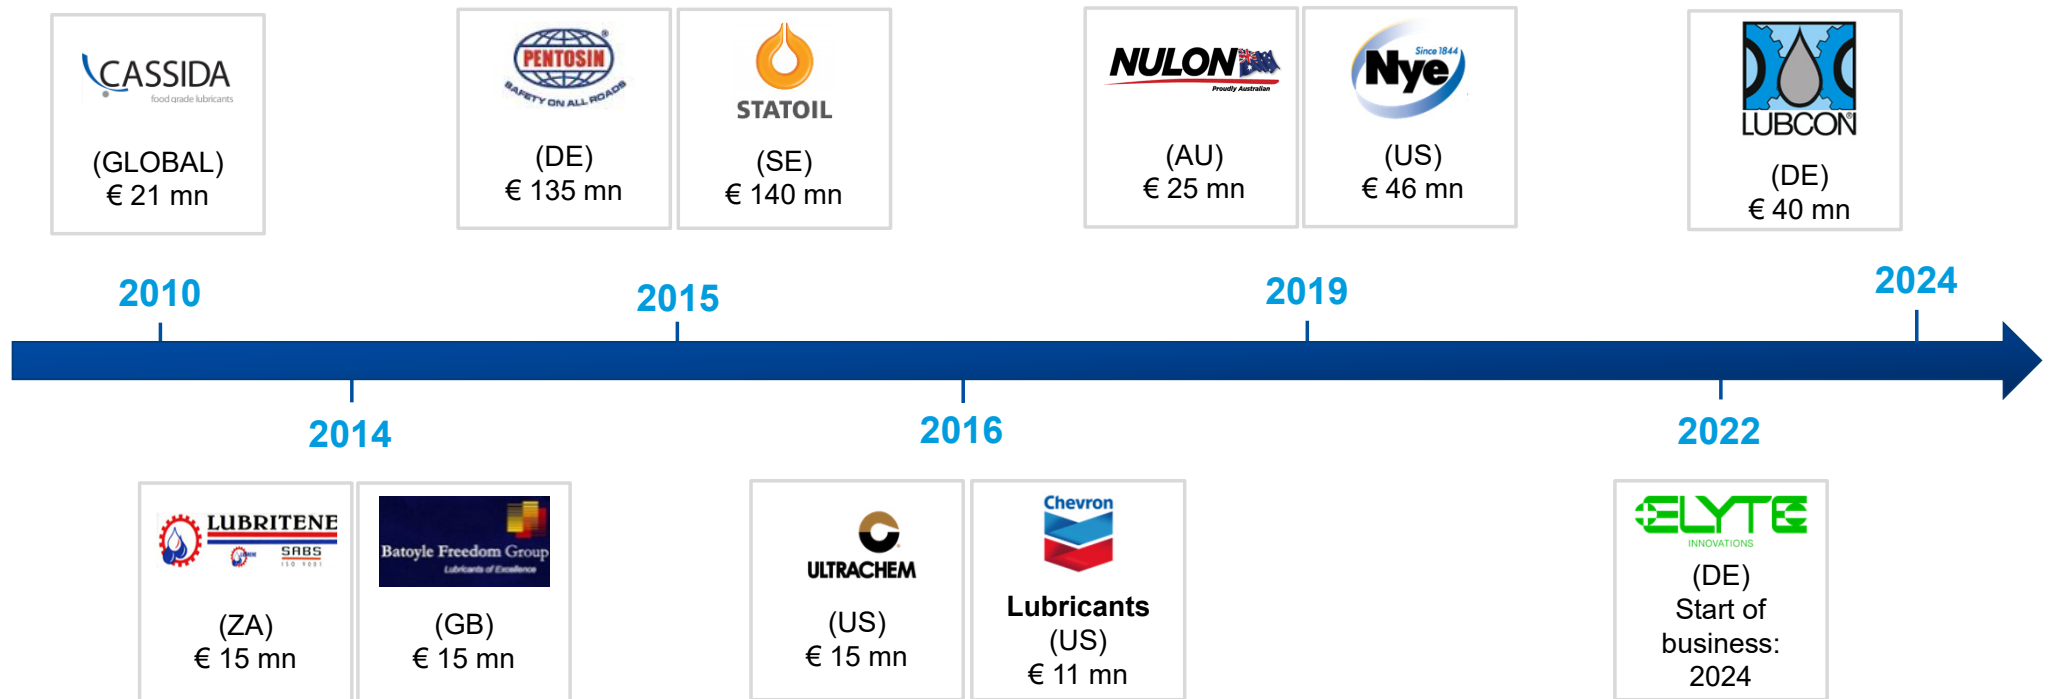 CASSIDA
food grade lubricants
(GLOBAL)
€ 21 mn
PENTOSIN
®
SAFETY ON ALL ROADS
(DE)
€ 135 mn
STATOIL
(SE)
€ 140 mn
NULON
Proudly Australian
(AU)
€ 25 mn
Since 1844
Nye
(US)
€ 46 mn
LUBCON®
(DE)
€ 40 mn
2010
2015
2019
2024
2014
2016
2022
LUBRITENE
SABS
ISO 9001
(ZA)
€ 15 mn
Batoyle Freedom Group
Lubricants of Excellence
(GB)
€ 15 mn
ULTRACHEM
(US)
€ 15 mn
Chevron
Lubricants
(US)
€ 11 mn
ELYTE
INNOVATIONS
(DE)
Start of
business:
2024